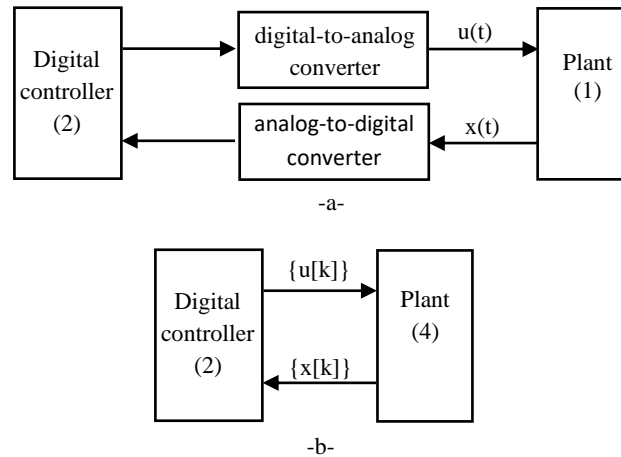 Digital
controller
(2)
digital-to-analog
converter
u(t)
Plant
(1)
analog-to-digital
converter
x(t)
-a-
Digital
controller
(2)
{u[k]}
{x[k]}
Plant
(4)
-b-